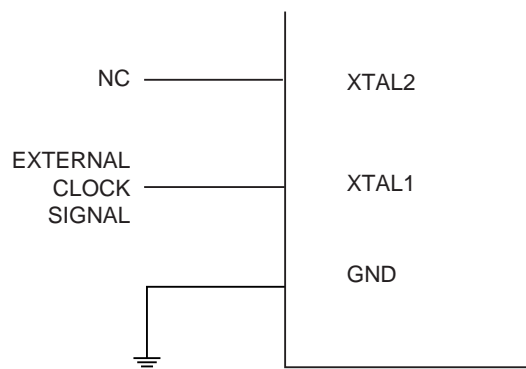 NC
XTAL2
EXTERNAL
CLOCK
SIGNAL
XTAL1
GND